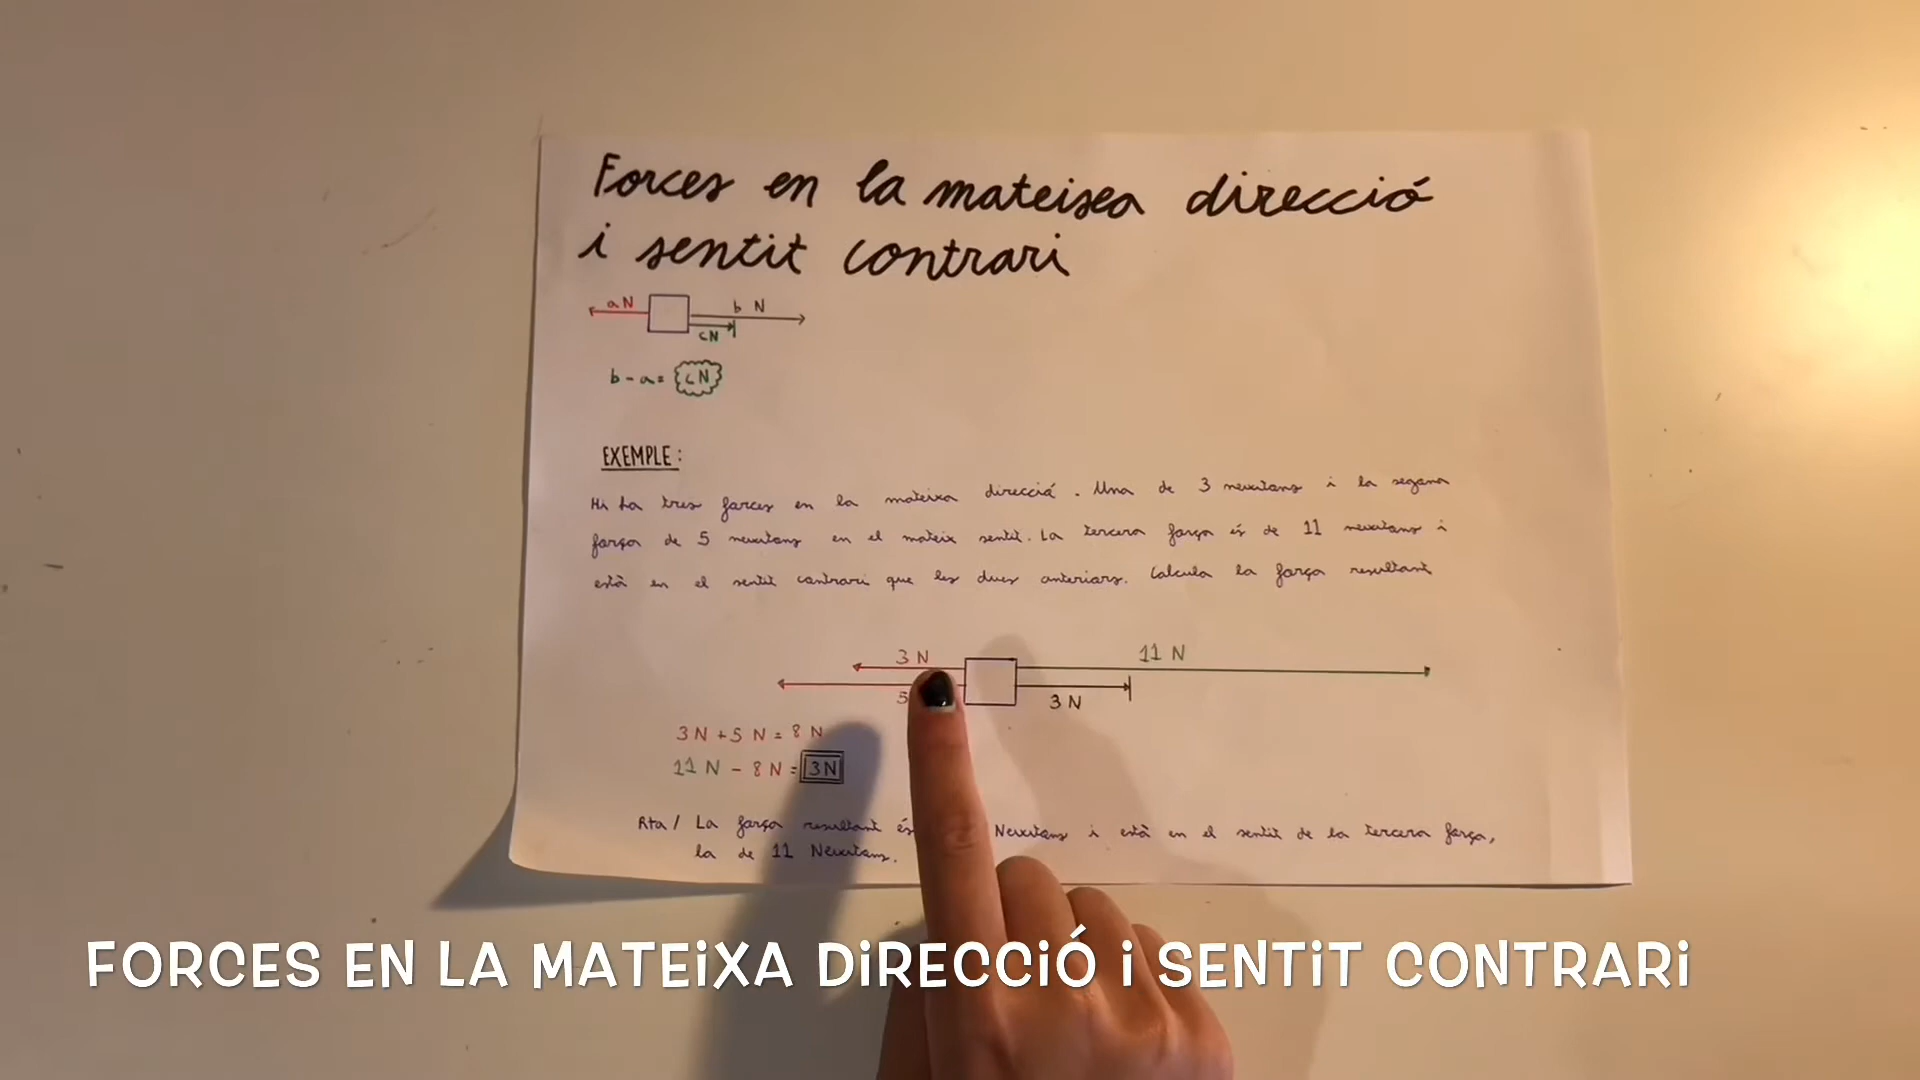 Forces en la mateixa direcció
i sentit contrari
a N
b N
c N
b - a = c N
EXEMPLE:
Hi ha tres forces en la mateixa direcció. Una de 3 newtons i la segona
força de 5 newtons en el mateix sentit. La tercera força és de 11 newtons i
està en el sentit contrari que les dues anteriors. Calcula la força resultant
3 N
11 N
5
3 N
3 N + 5 N = 8 N
11 N - 8 N = 3 N
Rta/ La força resultant és Newtons i està en el sentit de la tercera força,
la de 11 Newtons.
FORCES EN LA MATEIXA DIRECCIÓ I SENTIT CONTRARI